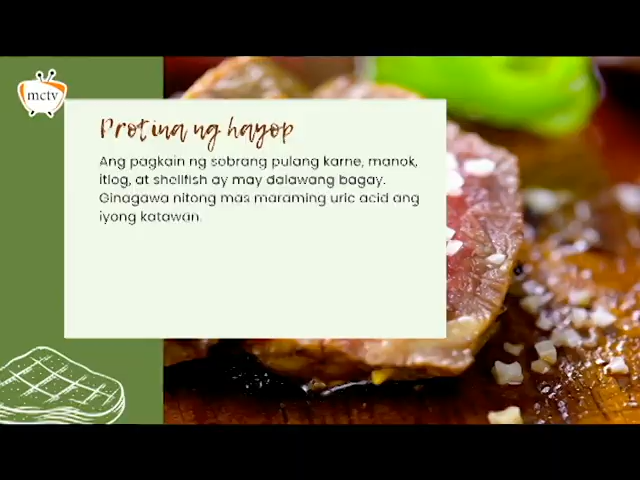 mctv
Protina ng hayop
Ang pagkain ng sobrang pulang karne, manok,
itlog, at shellfish ay may dalawang bagay.
Ginagawa nitong mas maraming uric acid ang
iyong katawan.